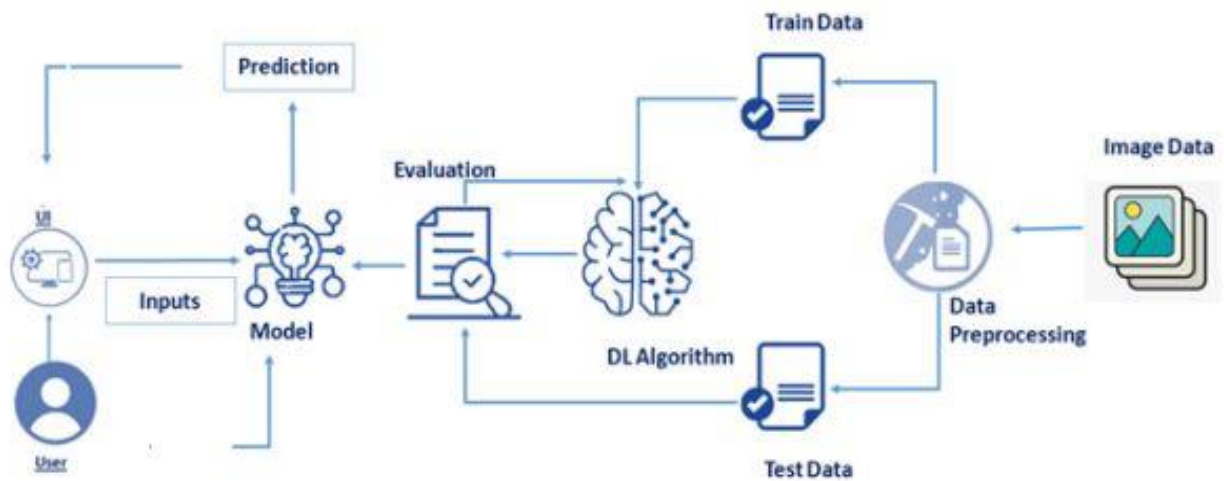 Train Data
Prediction
Image Data
Evaluation
UI
Inputs
Model
Data
Preprocessing
DL Algorithm
User
Test Data